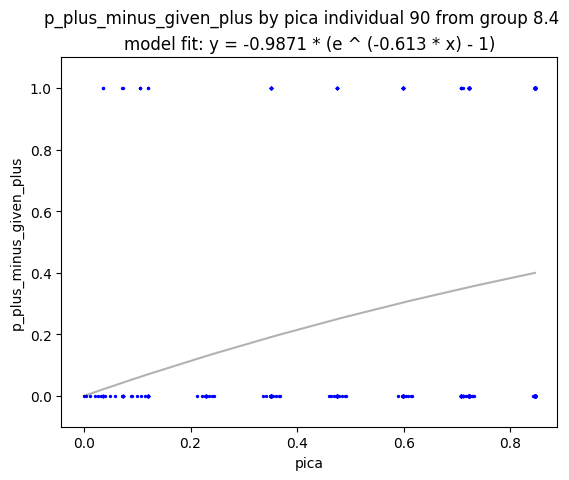 p_plus_minus_given_plus by pica individual 90 from group 8.4
model fit: y = -0.9871 * (e ^ (-0.613 * x) - 1)
1.0
0.8
0.6
0.4
0.2
0.0
p_plus_minus_given_plus
0.0 0.2 0.4 0.6 0.8
pica